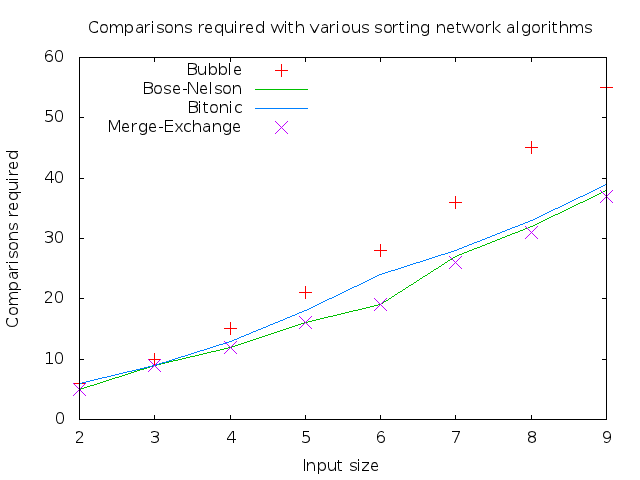 Comparisons required with various sorting network algorithms
60
50
40
30
20
10
0
Comparisons required
Bubble
Bose-Nelson
Bitonic
Merge-Exchange
2 3 4 5 6 7 8 9
Input size